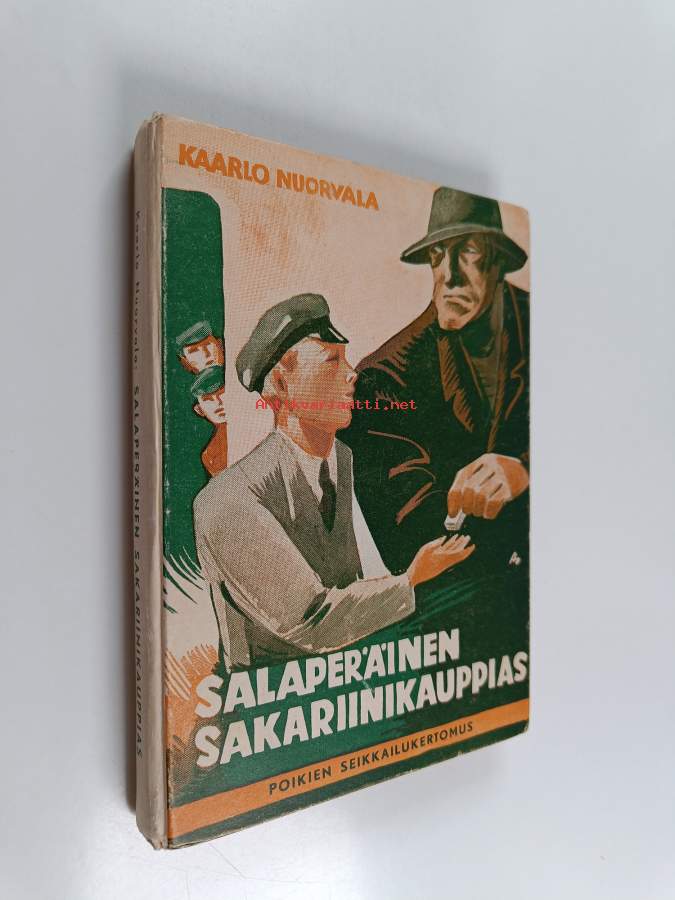 KAARLO NUORVALA
Antikvariaatti.net
SALAPERÄINEN
SAKARIINIKAUPPIAS
POIKIEN SEIKKAILUKERTOMUS
Kaarlo Nuorvala: SALAPERÄINEN SAKARIINIKAUPPIAS